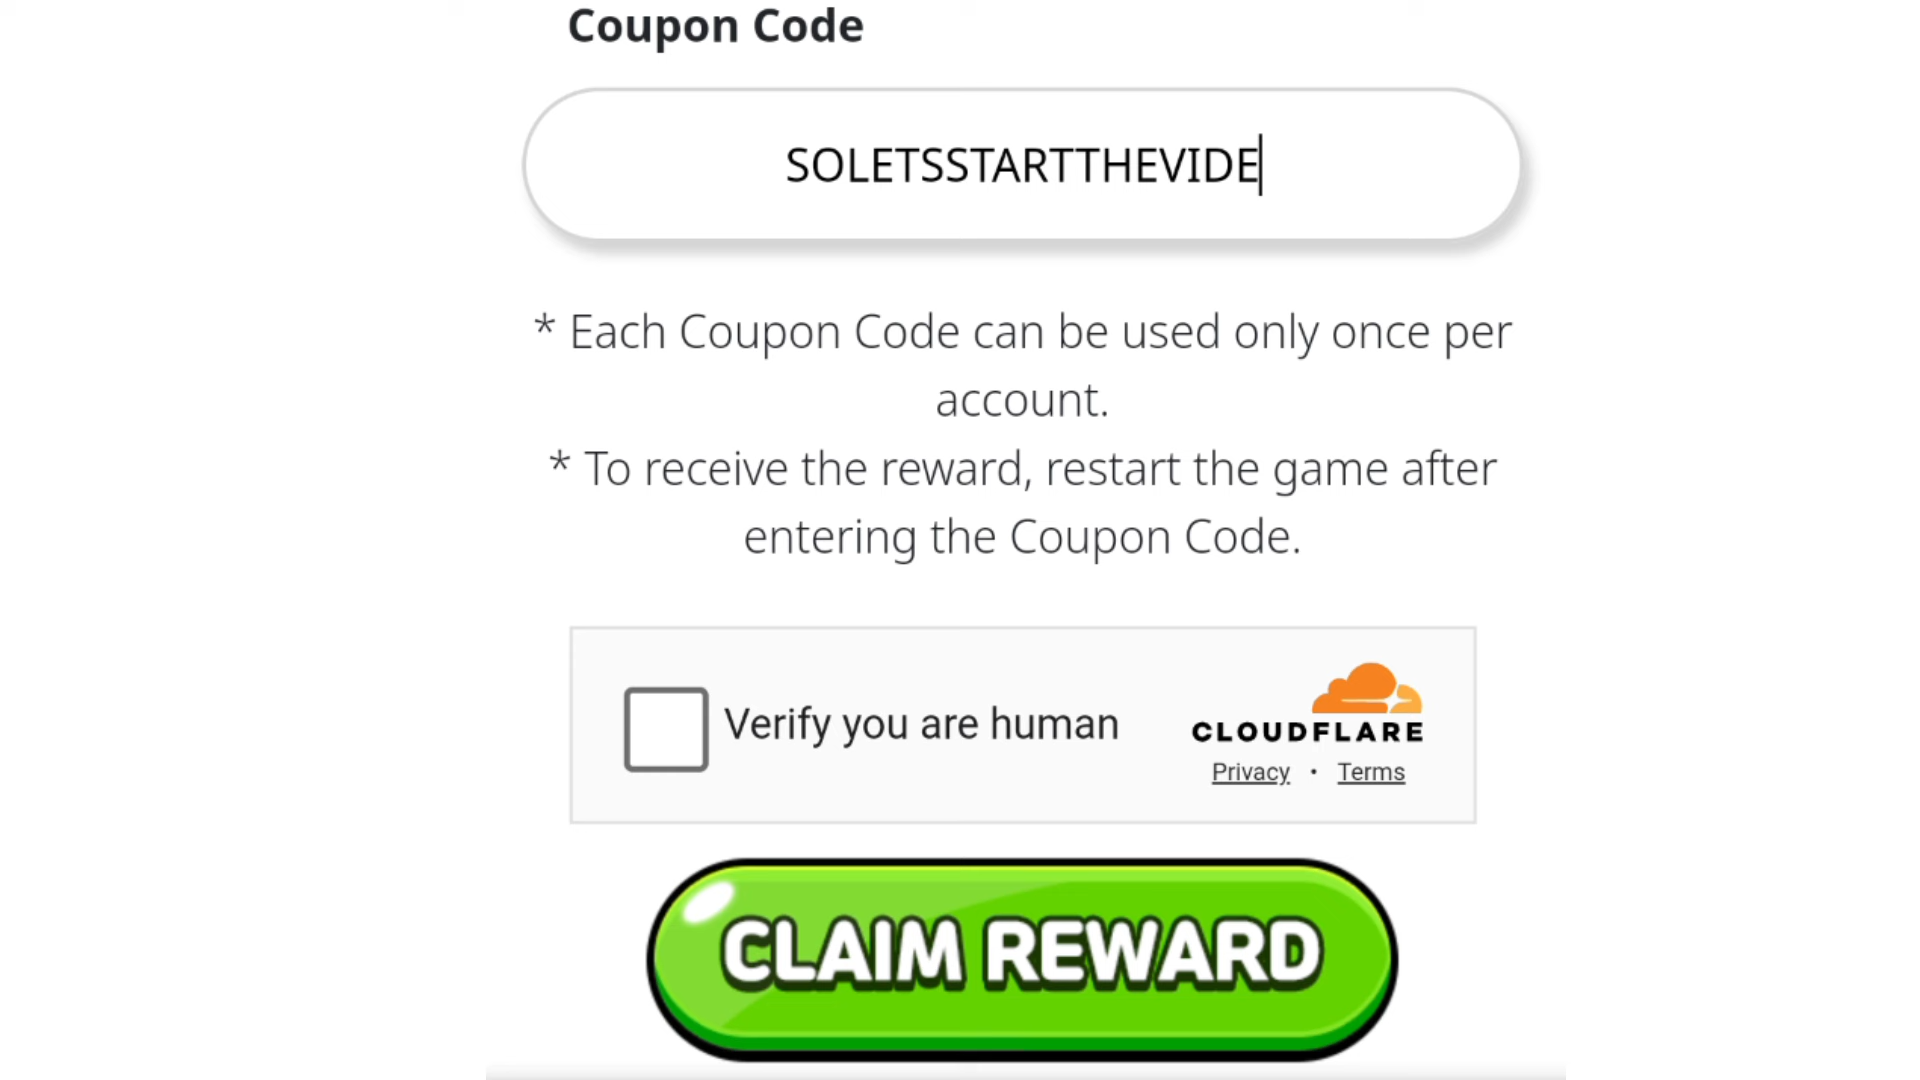 Coupon Code
SOLETSSTARTTHEVIDE
* Each Coupon Code can be used only once per
account.
* To receive the reward, restart the game after
entering the Coupon Code.
Verify you are human
CLOUDFLARE
Privacy • Terms
CLAIM REWARD